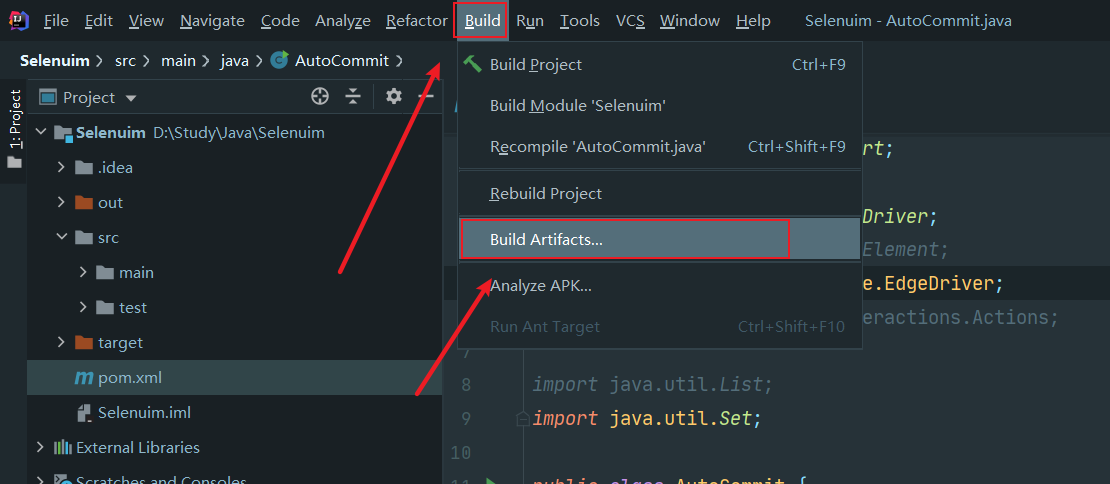 File Edit View Navigate Code Analyze Refactor Build Run Tools VCS Window Help Selenuim - AutoCommit.java
Selenuim src main java AutoCommit
1: Project
Project
Build Project Ctrl+F9
Build Module 'Selenuim'
Recompile 'AutoCommit.java' Ctrl+Shift+F9
Rebuild Project
Build Artifacts...
Analyze APK...
Run Ant Target Ctrl+Shift+F10
Selenuim D:\Study\Java\Selenuim
.idea
out
src
main
test
target
pom.xml
Selenuim.iml
External Libraries
Scratches and Consoles
rt;
Driver;
Element;
e.EdgeDriver;
eractions.Actions;
7
8 import java.util.List;
9 import java.util.Set;
10
11 public class AutoCommit {